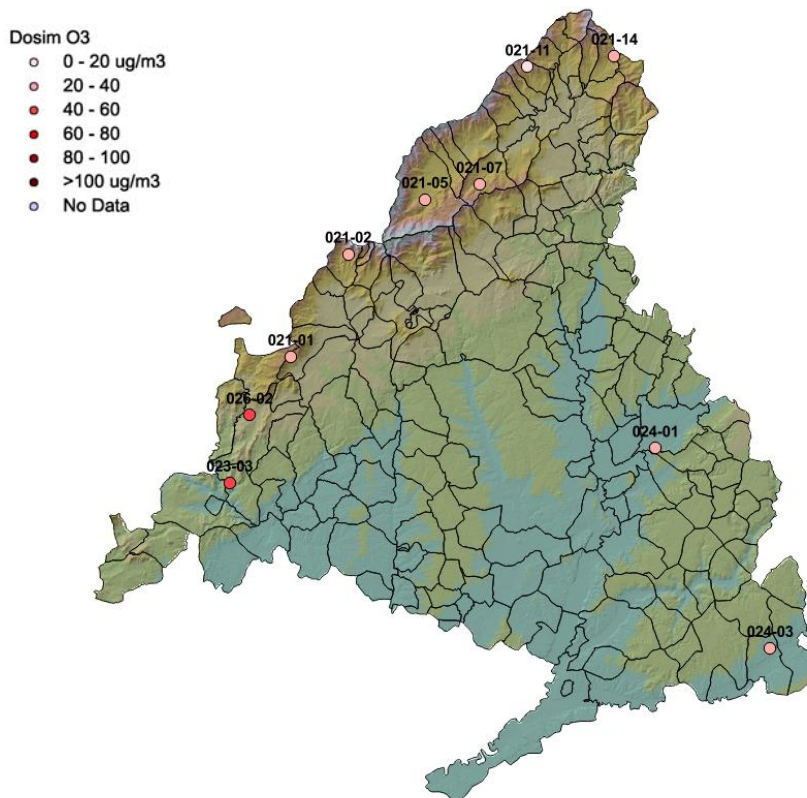 Dosim O3
0 - 20 ug/m3
20 - 40
40 - 60
60 - 80
80 - 100
>100 ug/m3
No Data
021-14
021-11
021-07
021-05
021-02
021-01
026-02
024-01
023-03
024-03